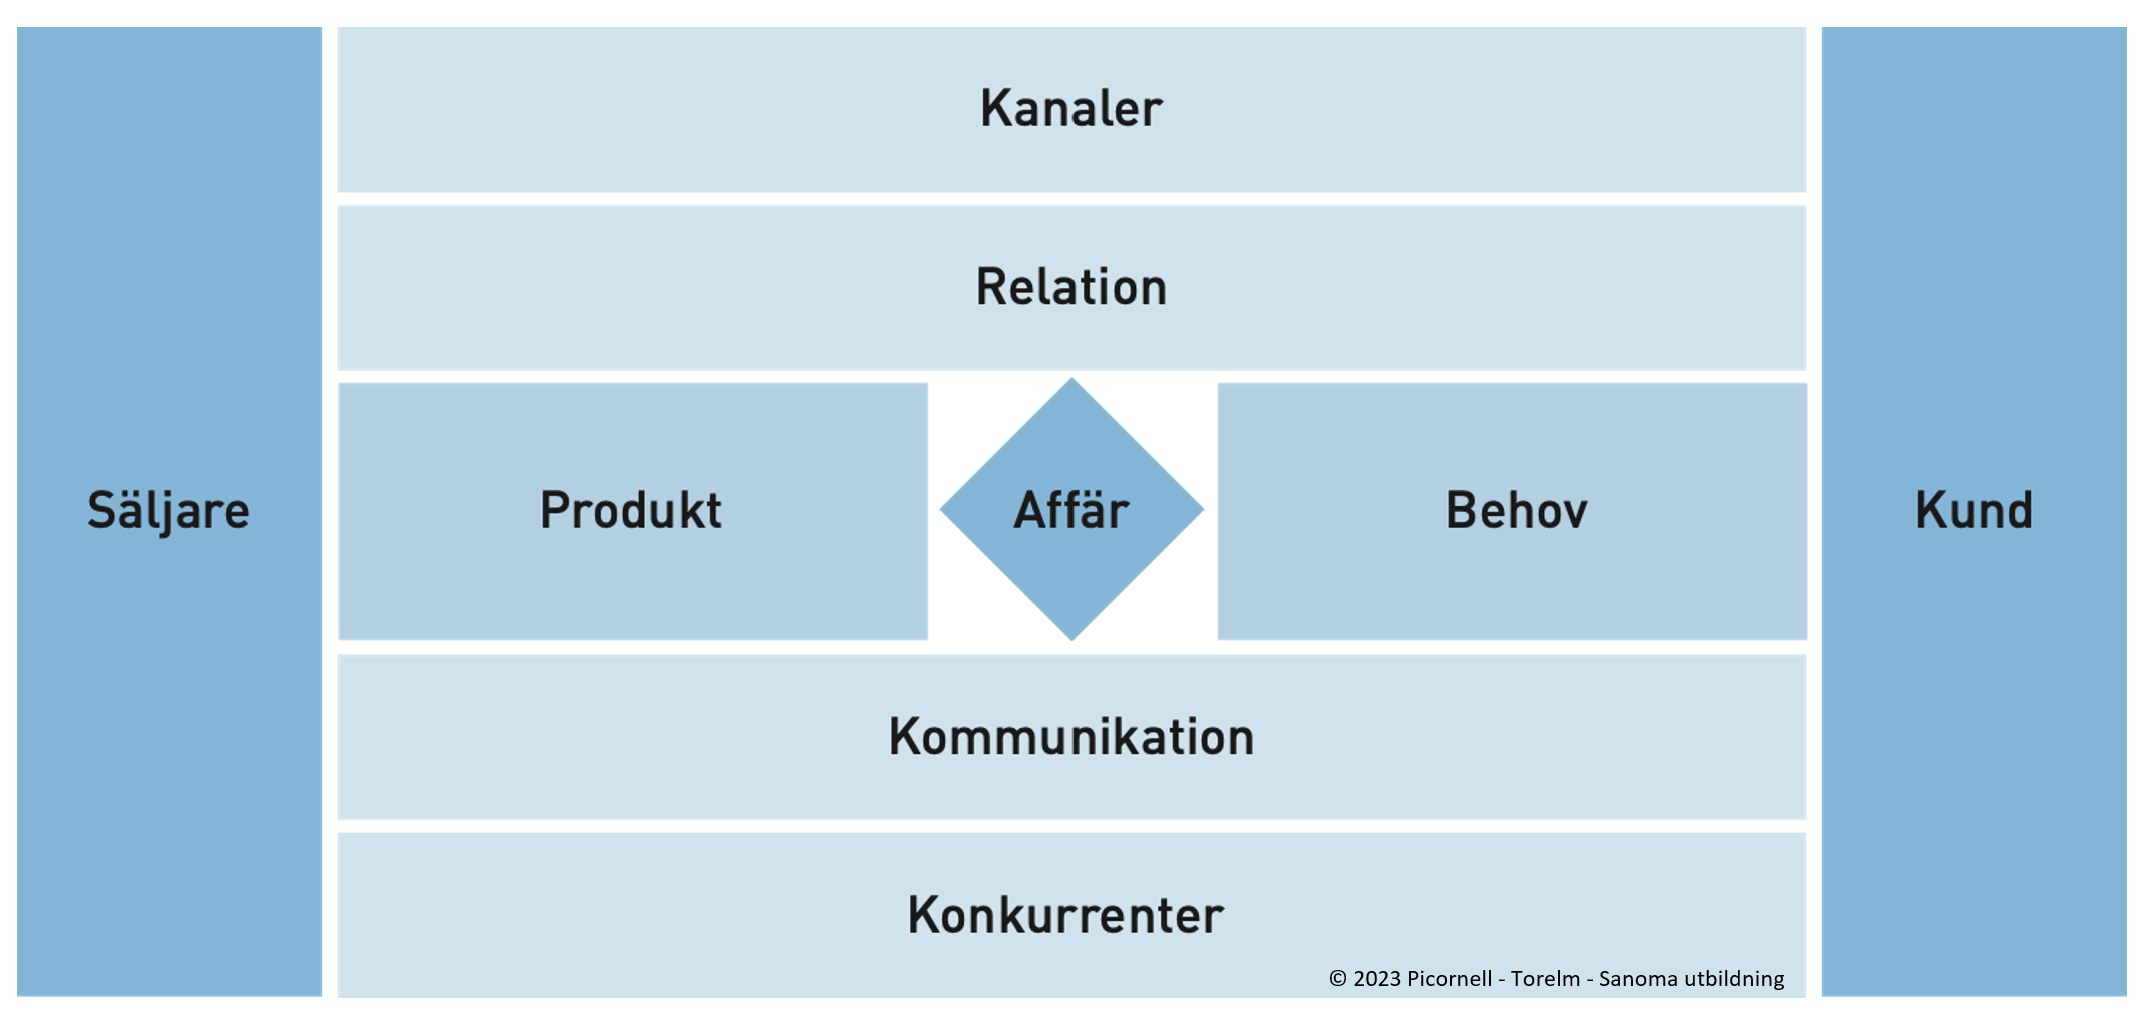 Kanaler
Relation
Säljare
Produkt
Affär
Behov
Kund
Kommunikation
Konkurrenter
© 2023 Picornell - Torelm - Sanoma utbildning